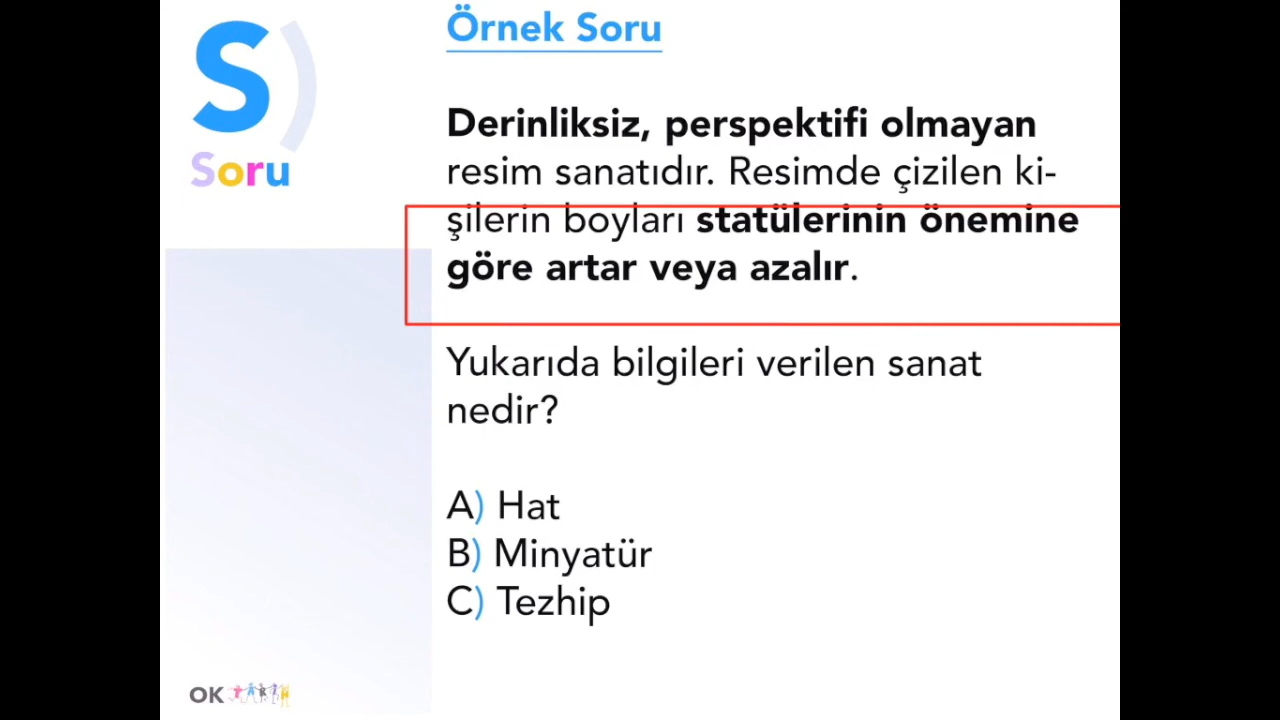 S)
Soru
Örnek Soru
Derinliksiz, perspektifi olmayan
resim sanatıdır. Resimde çizilen ki-
şilerin boyları statülerinin önemine
göre artar veya azalır.
Yukarıda bilgileri verilen sanat
nedir?
A) Hat
B) Minyatür
C) Tezhip
OK TARİH